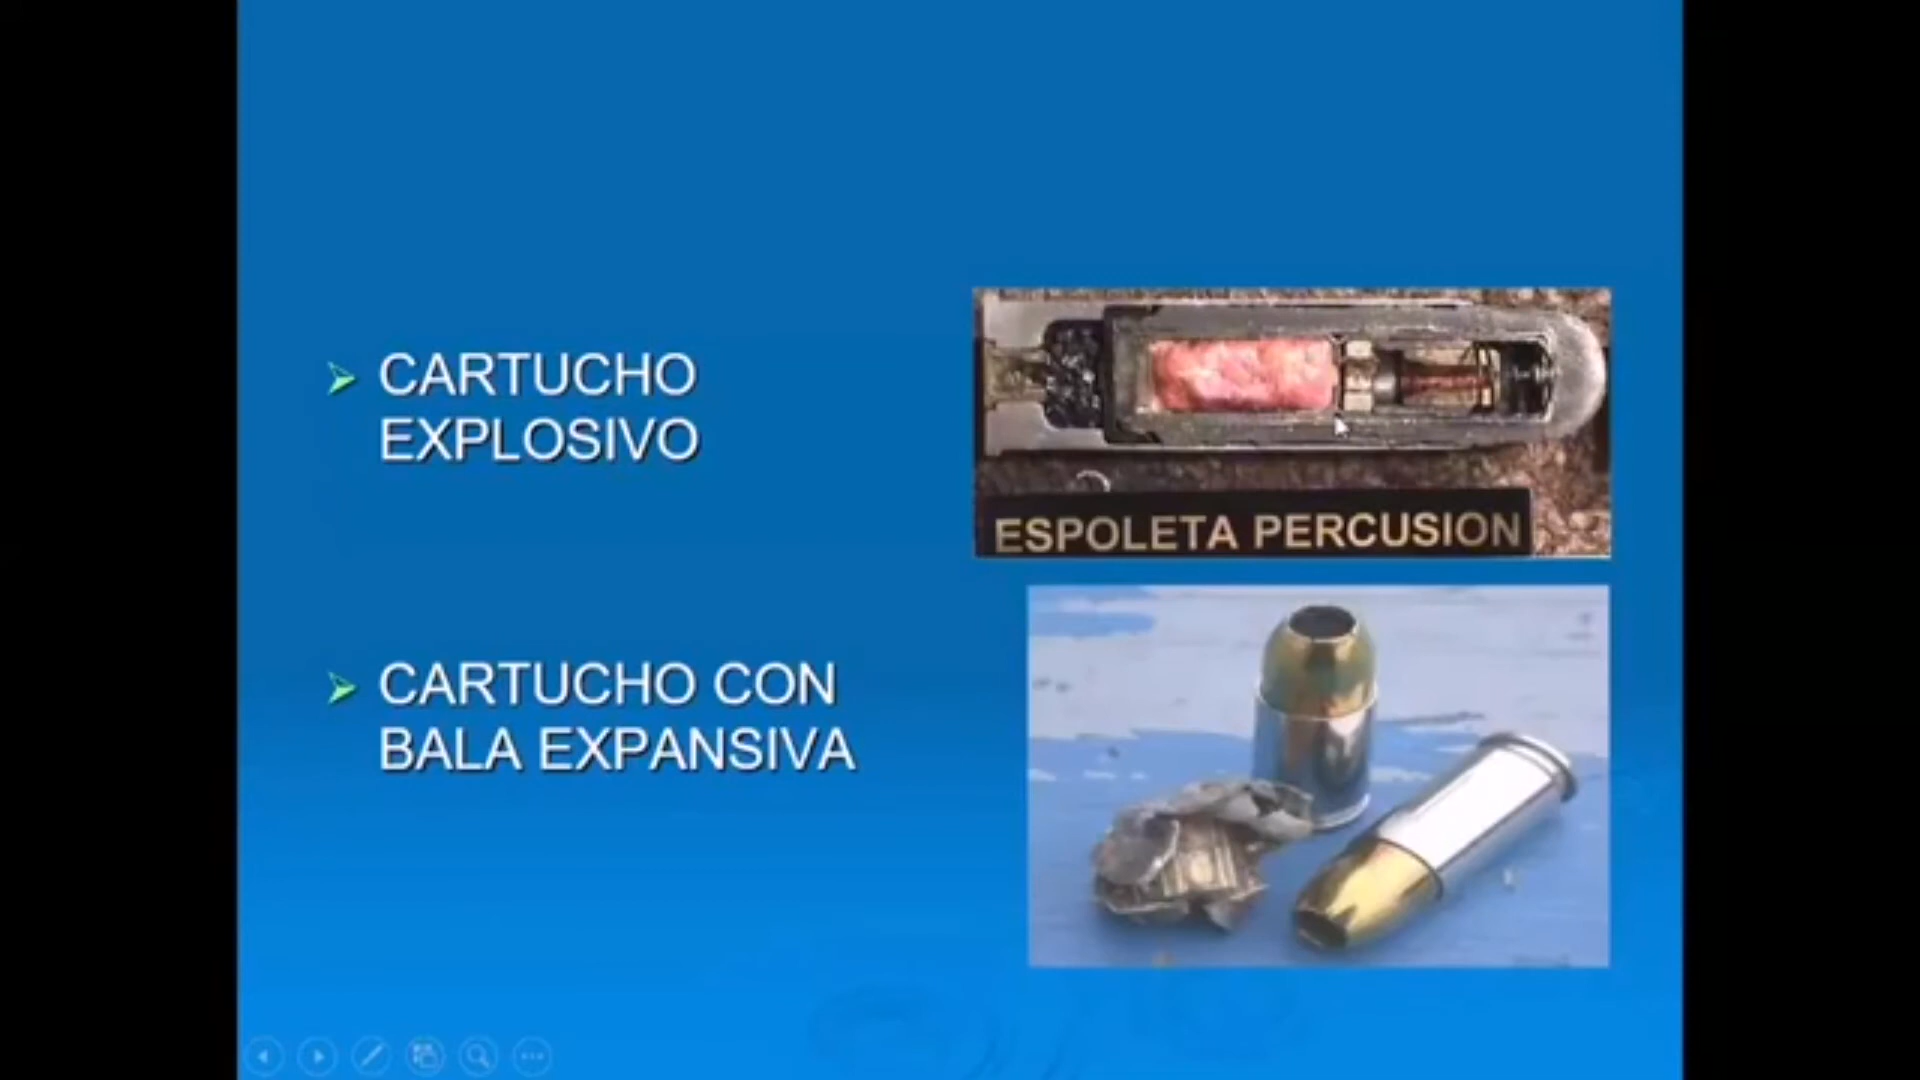 CARTUCHO
EXPLOSIVO
ESPOLETA PERCUSION
CARTUCHO CON
BALA EXPANSIVA